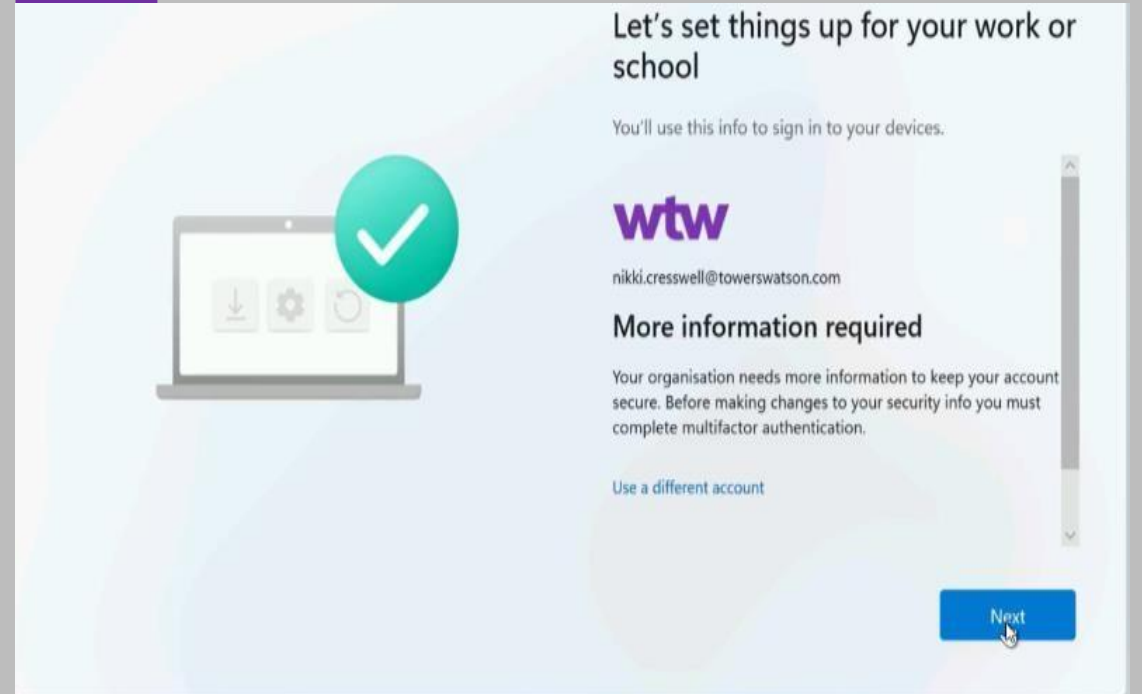 Let's set things up for your work or
school
You'll use this info to sign in to your devices.
wtw
nikki.cresswell@towerswatson.com
More information required
Your organisation needs more information to keep your account
secure. Before making changes to your security info you must
complete multifactor authentication.
Use a different account
Next